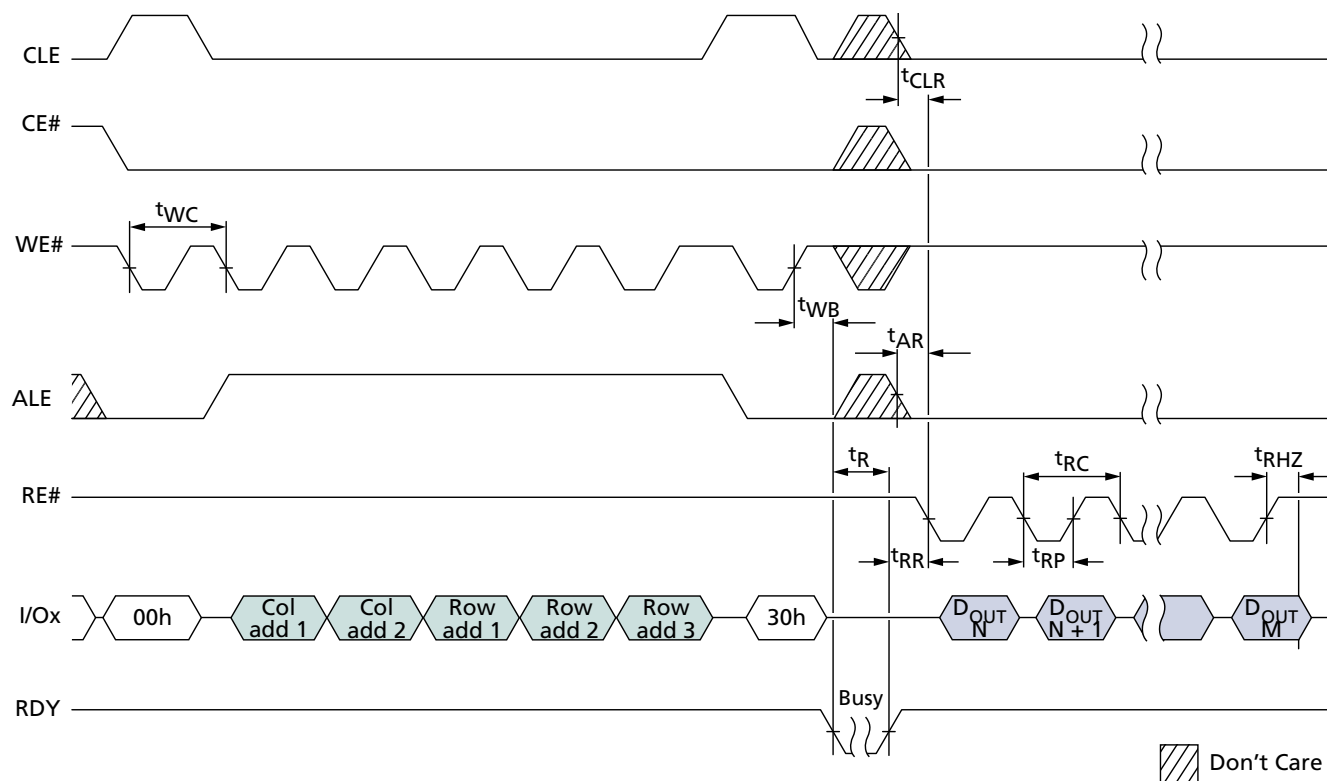 CLE
tCLR
CE#
tWC
WE#
tWB
tAR
ALE
tR
tRC
tRHZ
RE#
tRR
tRP
I/Ox
00h
Col
add 1
Col
add 2
Row
add 1
Row
add 2
Row
add 3
30h
DOUT
N
DOUT
N + 1
DOUT
M
RDY
Busy
Don't Care